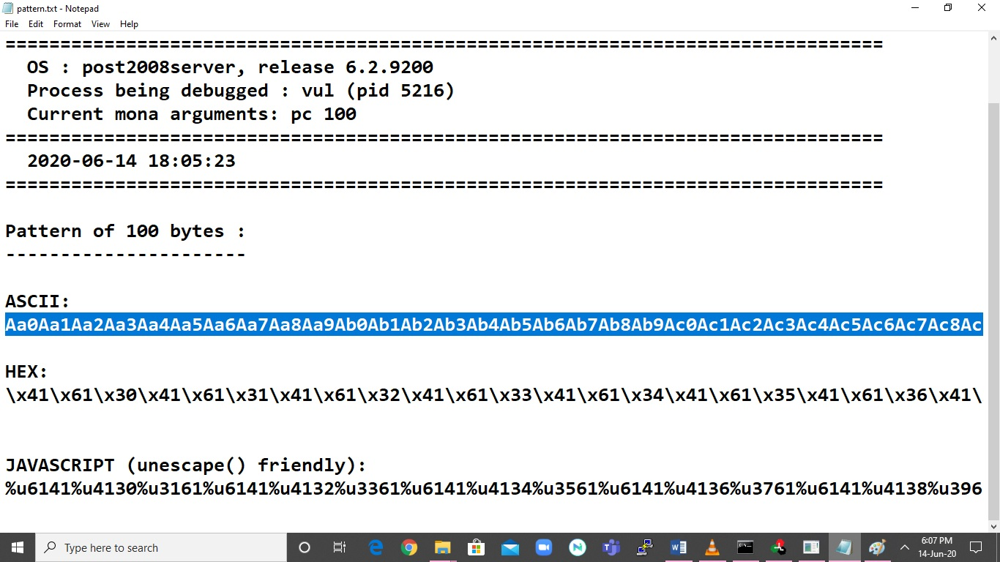 pattern.txt - Notepad
File Edit Format View Help
================================================================================
OS : post2008server, release 6.2.9200
Process being debugged : vul (pid 5216)
Current mona arguments: pc 100
================================================================================
2020-06-14 18:05:23
================================================================================
Pattern of 100 bytes :
----------------------
ASCII:
Aa0Aa1Aa2Aa3Aa4Aa5Aa6Aa7Aa8Aa9Ab0Ab1Ab2Ab3Ab4Ab5Ab6Ab7Ab8Ab9Ac0Ac1Ac2Ac3Ac4Ac5Ac6Ac7Ac8Ac
HEX:
\x41\x61\x30\x41\x61\x31\x41\x61\x32\x41\x61\x33\x41\x61\x34\x41\x61\x35\x41\x61\x36\x41\
JAVASCRIPT (unescape() friendly):
%u6141%u4130%u3161%u6141%u4132%u3361%u6141%u4134%u3561%u6141%u4136%u3761%u6141%u4138%u396
Type here to search
6:07 PM
14-Jun-20